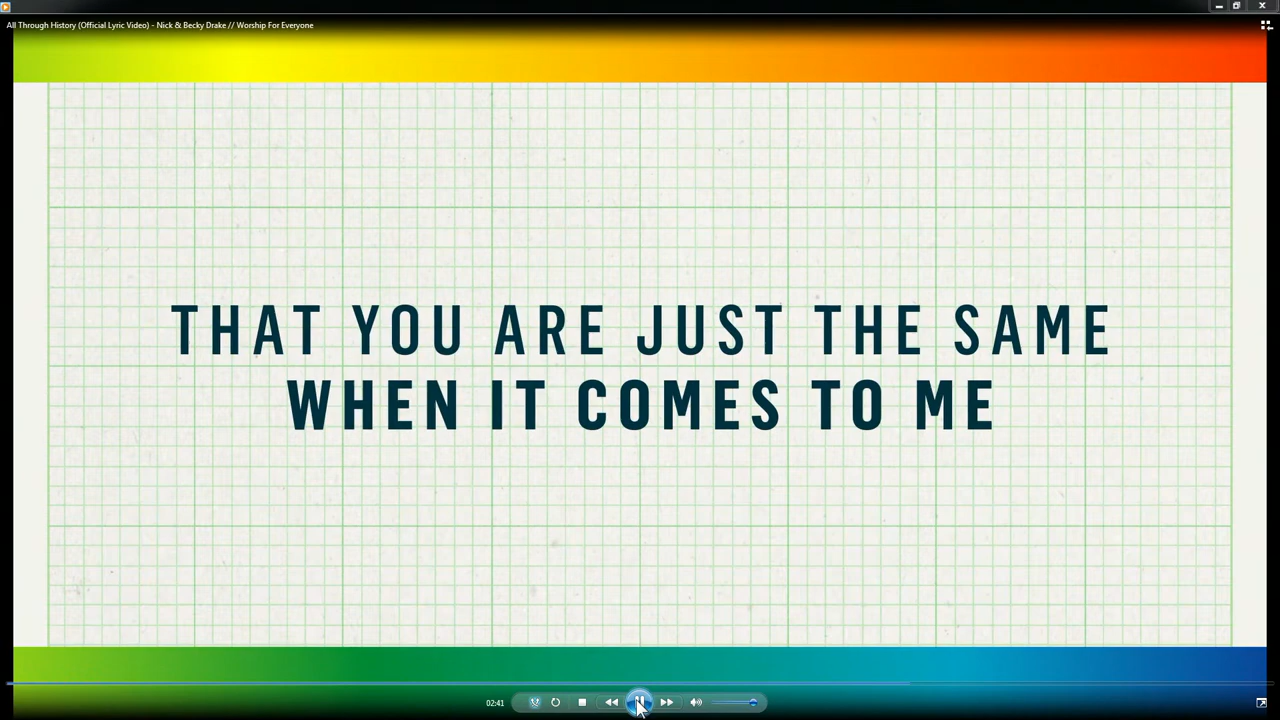 All Through History (Official Lyric Video) - Nick & Becky Drake // Worship For Everyone
THAT YOU ARE JUST THE SAME
WHEN IT COMES TO ME
02:41